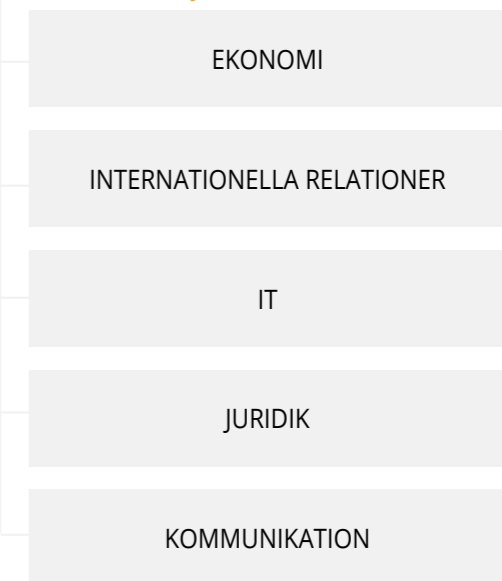 EKONOMI
INTERNATIONELLA RELATIONER
IT
JURIDIK
KOMMUNIKATION